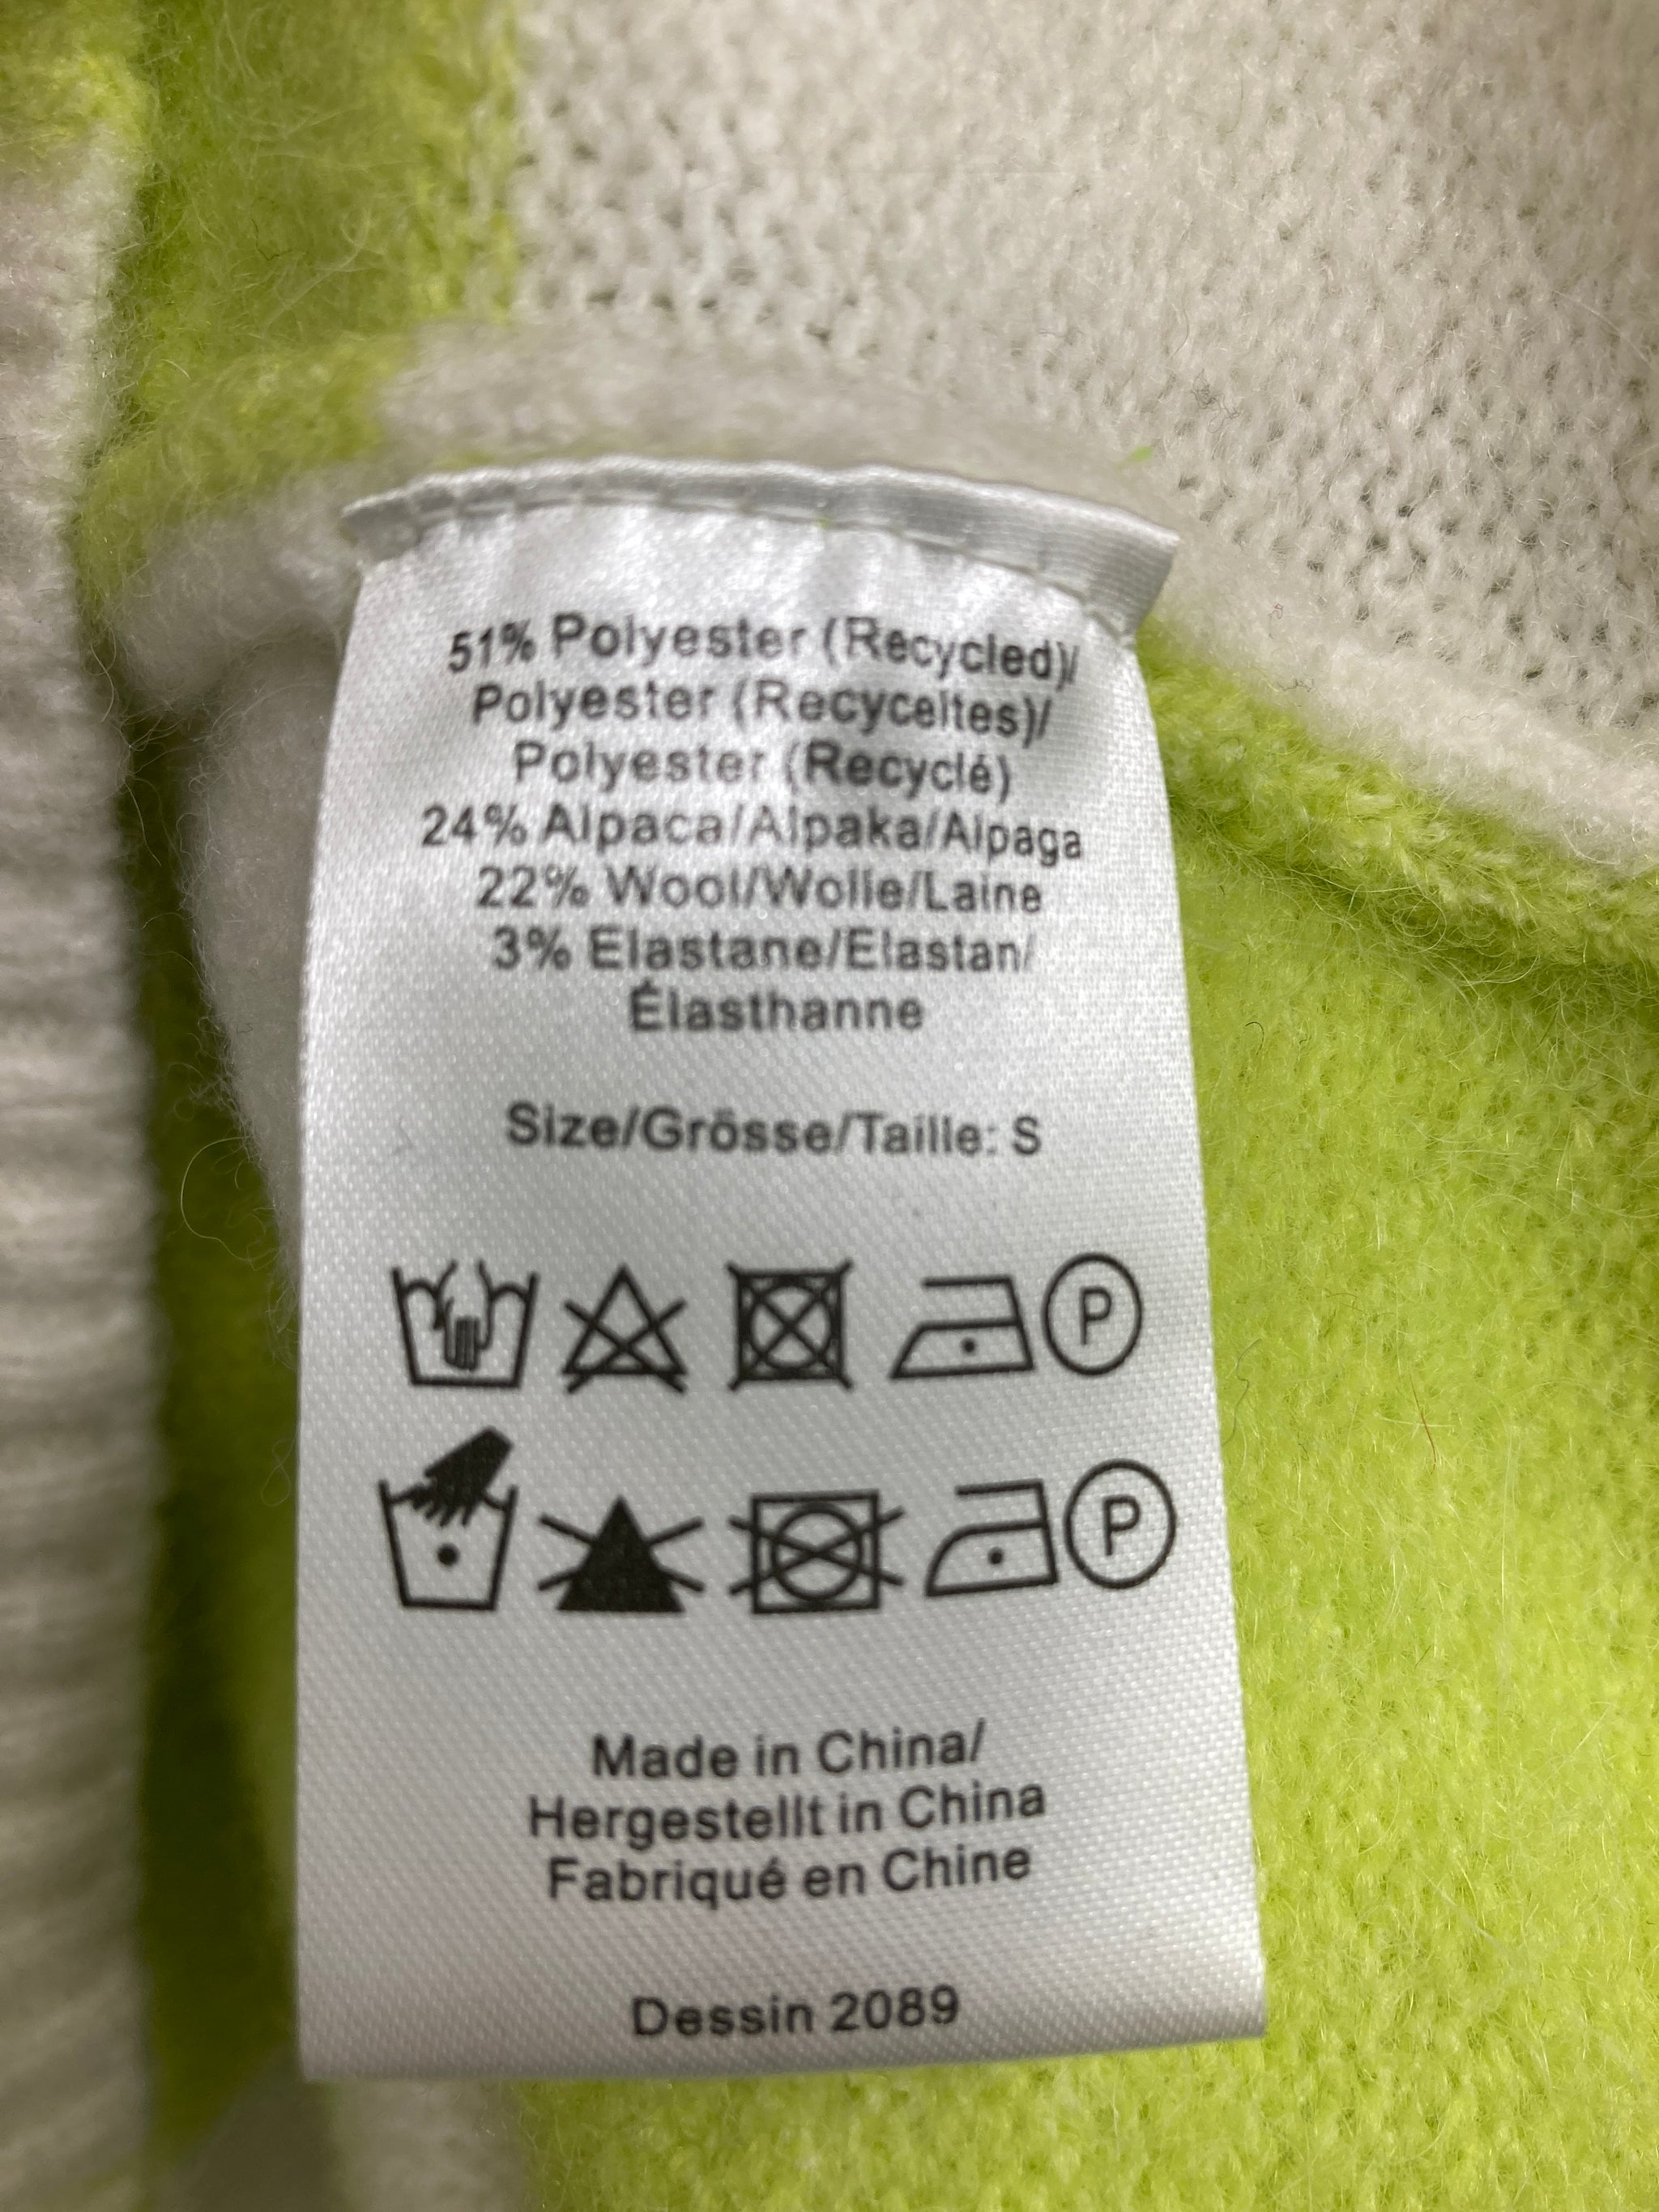 51% Polyester (Recycled)/
Polyester (Recyceltes)/
Polyester (Recyclé)
24% Alpaca/Alpaka/Alpaga
22% Wool/Wolle/Laine
3% Elastane/Elastan/
Élasthanne
Size/Grösse/Taille: S
P
P
Made in China/
Hergestellt in China
Fabriqué en Chine
Dessin 2089